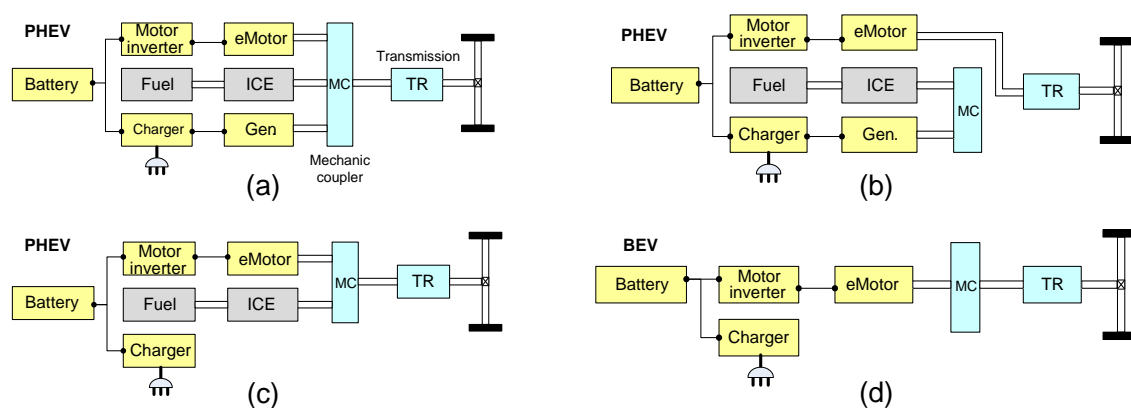 PHEV
Motor
inverter
eMotor
Transmission
Battery
Fuel
ICE
MC
TR
Charger
Gen
Mechanic
coupler
(a)
PHEV
Motor
inverter
eMotor
Battery
Fuel
ICE
TR
MC
Charger
Gen.
(b)
PHEV
Motor
inverter
eMotor
MC
TR
Battery
Fuel
ICE
Charger
(c)
BEV
Battery
Motor
inverter
eMotor
MC
TR
Charger
(d)